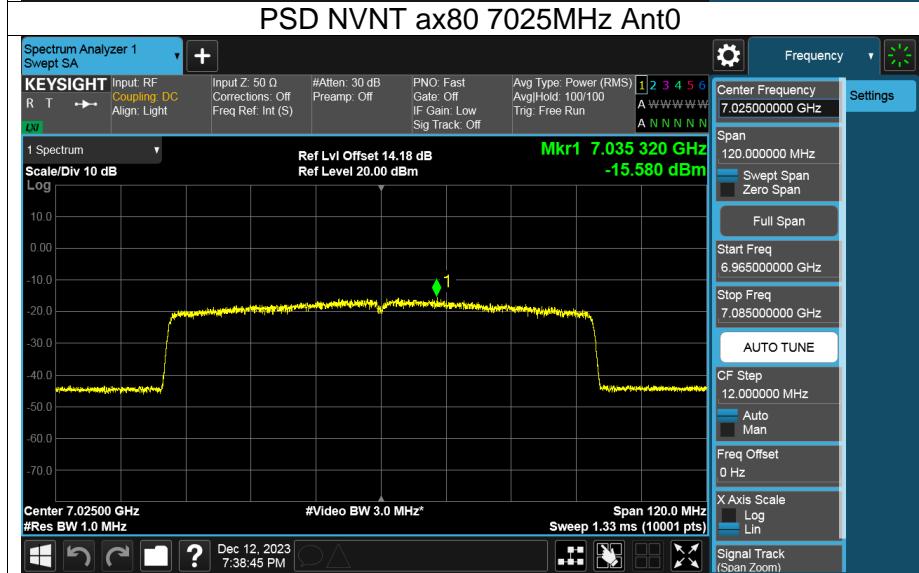 PSD NVNT ax80 7025MHz Ant0
Spectrum Analyzer 1
Swept SA
+
Frequency
KEYSIGHT
R T
LXI
Input: RF
Coupling: DC
Align: Light
Input Z: 50 Ω
Corrections: Off
Freq Ref: Int (S)
#Atten: 30 dB
Preamp: Off
PNO: Fast
Gate: Off
IF Gain: Low
Sig Track: Off
Avg Type: Power (RMS)
Avg|Hold: 100/100
Trig: Free Run
1 2 3 4 5 6
A W W W W W
A N N N N N
1 Spectrum
Scale/Div 10 dB
Ref Lvl Offset 14.18 dB
Ref Level 20.00 dBm
Mkr1 7.035 320 GHz
-15.580 dBm
Log
10.0
0.00
-10.0
-20.0
-30.0
-40.0
-50.0
-60.0
-70.0
1
Center 7.02500 GHz
#Res BW 1.0 MHz
#Video BW 3.0 MHz*
Span 120.0 MHz
Sweep 1.33 ms (10001 pts)
?
Dec 12, 2023
7:38:45 PM
Center Frequency
7.025000000 GHz
Span
120.000000 MHz
Swept Span
Zero Span
Full Span
Start Freq
6.965000000 GHz
Stop Freq
7.085000000 GHz
AUTO TUNE
CF Step
12.000000 MHz
Auto
Man
Freq Offset
0 Hz
X Axis Scale
Log
Lin
Signal Track
(Span Zoom)
Settings